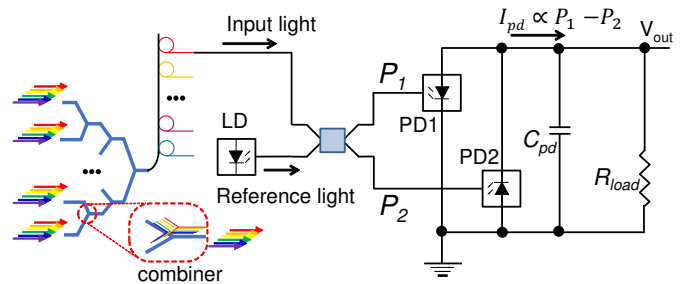 Input light
I_pd ∝ P_1 − P_2
V_out
P_1
LD
PD1
PD2
C_pd
R_load
Reference light
P_2
combiner
•••
•••
•••